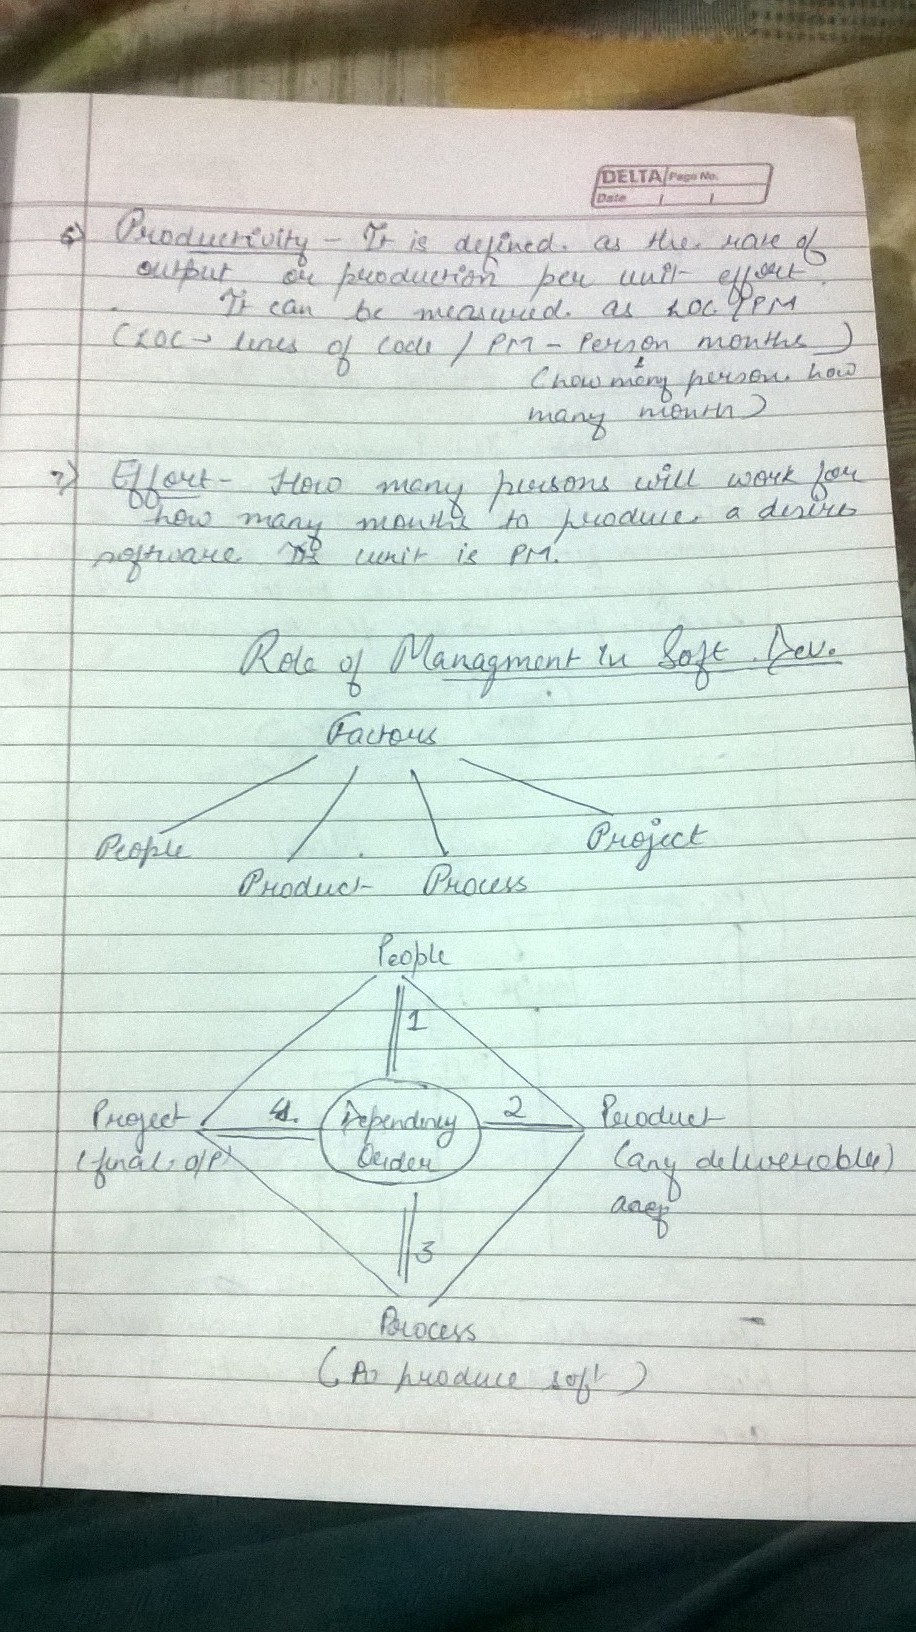 DELTA Page No.
Date
6) Productivity - It is defined. as the. rate of
output or production per unit effort.
It can be measured. as LOC/PM
(LOC → lines of code / PM - Person months)
(how many person. how
many month)
7) Effort - How many persons will work for
how many months to produce. a desire
software. Its unit is PM.
Role of Managment in Soft. Dev.
Factors
People
Project
Product
Process
People
1
Project
4.
Dependency
2
Product
(final. o/p)
Order
(any deliverable)
3
Process
(to produce soft)